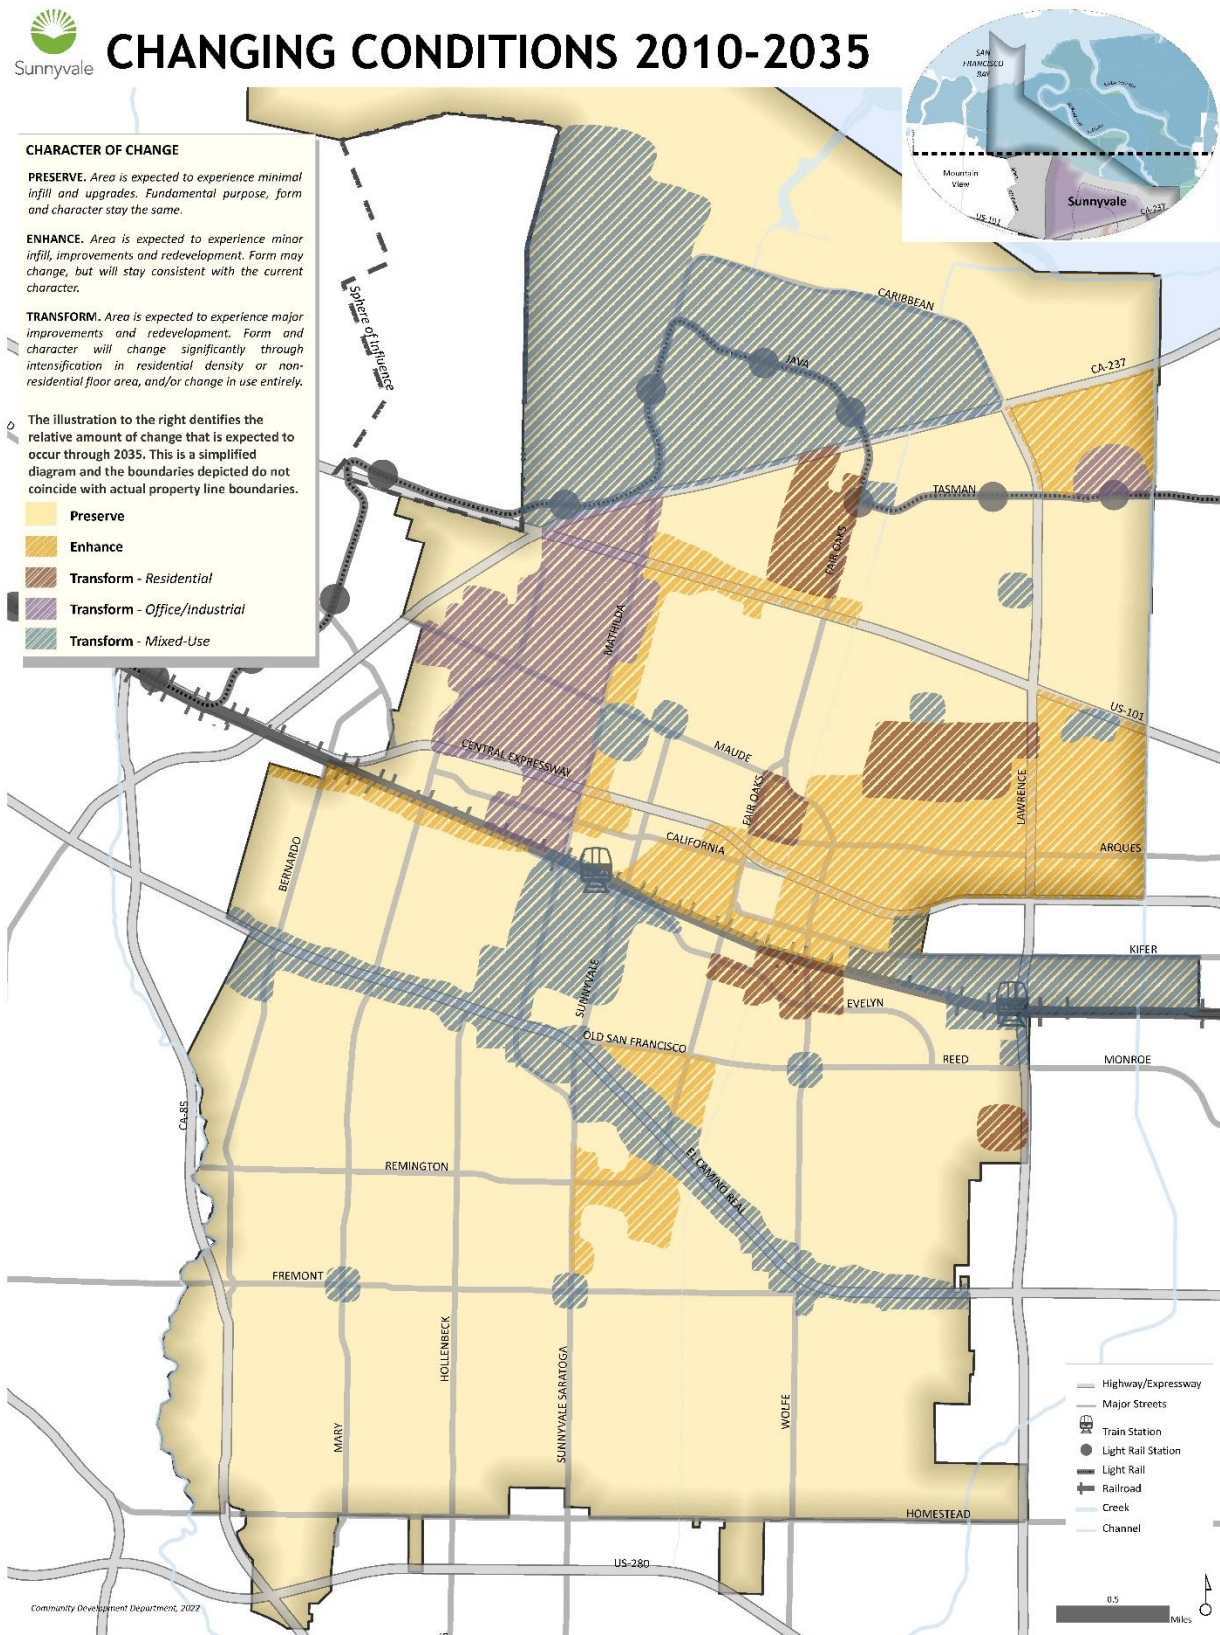 Sunnyvale
CHANGING CONDITIONS 2010-2035
SAN
FRANCISCO
BAY
Mountain
View
Sunnyvale
US-101
CA-237
CHARACTER OF CHANGE
PRESERVE. Area is expected to experience minimal
infill and upgrades. Fundamental purpose, form
and character stay the same.
ENHANCE. Area is expected to experience minor
infill, improvements and redevelopment. Form may
change, but will stay consistent with the current
character.
TRANSFORM. Area is expected to experience major
improvements and redevelopment. Form and
character will change significantly through
intensification in residential density or non-
residential floor area, and/or change in use entirely.
The illustration to the right dentifies the
relative amount of change that is expected to
occur through 2035. This is a simplified
diagram and the boundaries depicted do not
coincide with actual property line boundaries.
Preserve
Enhance
Transform - Residential
Transform - Office/Industrial
Transform - Mixed-Use
Sphere of Influence
CARIBBEAN
JAVA
CA-237
TASMAN
FAIR OAKS
MATHILDA
US-101
MAUDE
CENTRAL EXPRESSWAY
FAIR OAKS
LAWRENCE
CALIFORNIA
ARQUES
BERNARDO
KIFER
SUNNYVALE
EVELYN
OLD SAN FRANCISCO
REED
MONROE
CA-85
REMINGTON
EL CAMINO REAL
FREMONT
HOLLENBECK
SUNNYVALE SARATOGA
MARY
WOLFE
HOMESTEAD
US-280
Highway/Expressway
Major Streets
Train Station
Light Rail Station
Light Rail
Railroad
Creek
Channel
0.5
Miles
Community Development Department, 2022